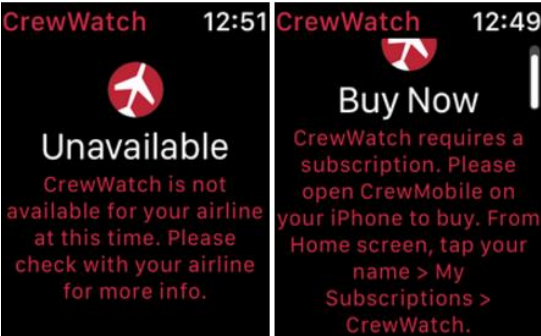 CrewWatch 12:51
Unavailable
CrewWatch is not
available for your airline
at this time. Please
check with your airline
for more info.
CrewWatch 12:49
Buy Now
CrewWatch requires a
subscription. Please
open CrewMobile on
your iPhone to buy. From
Home screen, tap your
name > My
Subscriptions >
CrewWatch.